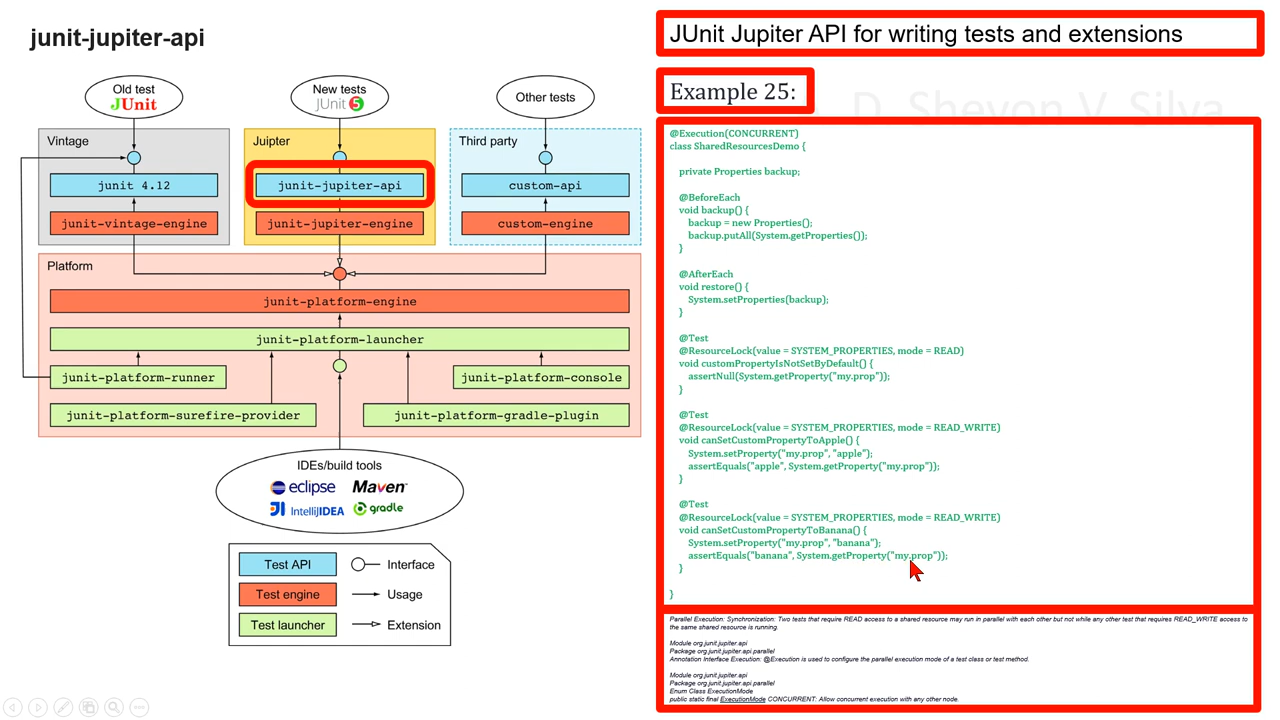 junit-jupiter-api
Old test
JUnit
New tests
JUnit 5
Other tests
Vintage
junit 4.12
junit-vintage-engine
Juipter
junit-jupiter-api
junit-jupiter-engine
Third party
custom-api
custom-engine
Platform
junit-platform-engine
junit-platform-launcher
junit-platform-runner
junit-platform-console
junit-platform-surefire-provider
junit-platform-gradle-plugin
IDEs/build tools
eclipse
Maven
IntelliJIDEA
gradle
Test API
Interface
Test engine
Usage
Test launcher
Extension
JUnit Jupiter API for writing tests and extensions
Example 25:
D. Shevon V. Silva
@Execution(CONCURRENT)
class SharedResourcesDemo {
private Properties backup;
@BeforeEach
void backup() {
backup = new Properties();
backup.putAll(System.getProperties());
}
@AfterEach
void restore() {
System.setProperties(backup);
}
@Test
@ResourceLock(value = SYSTEM_PROPERTIES, mode = READ)
void customPropertyIsNotSetByDefault() {
assertNull(System.getProperty("my.prop"));
}
@Test
@ResourceLock(value = SYSTEM_PROPERTIES, mode = READ_WRITE)
void canSetCustomPropertyToApple() {
System.setProperty("my.prop", "apple");
assertEquals("apple", System.getProperty("my.prop"));
}
@Test
@ResourceLock(value = SYSTEM_PROPERTIES, mode = READ_WRITE)
void canSetCustomPropertyToBanana() {
System.setProperty("my.prop", "banana");
assertEquals("banana", System.getProperty("my.prop"));
}
}
Parallel Execution: Synchronization: Two tests that require READ access to a shared resource may run in parallel with each other but not while any other test that requires READ_WRITE access to
the same shared resource is running.
Module org.junit.jupiter.api
Package org.junit.jupiter.api.parallel
Annotation Interface Execution: @Execution is used to configure the parallel execution mode of a test class or test method.
Module org.junit.jupiter.api
Package org.junit.jupiter.api.parallel
Enum Class ExecutionMode
public static final ExecutionMode CONCURRENT: Allow concurrent execution with any other node.